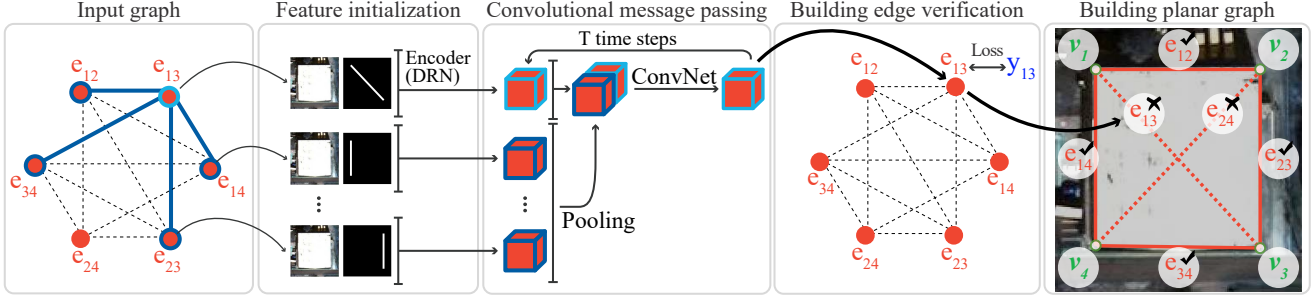 Input graph
Feature initialization
Convolutional message passing
Building edge verification
Building planar graph
e12
e13
e34
e14
e24
e23
Encoder
(DRN)
T time steps
ConvNet
Pooling
e12
e13
Loss
y13
e34
e14
e24
e23
v1
e12
v2
e13
e24
e14
e23
v4
e34
v3